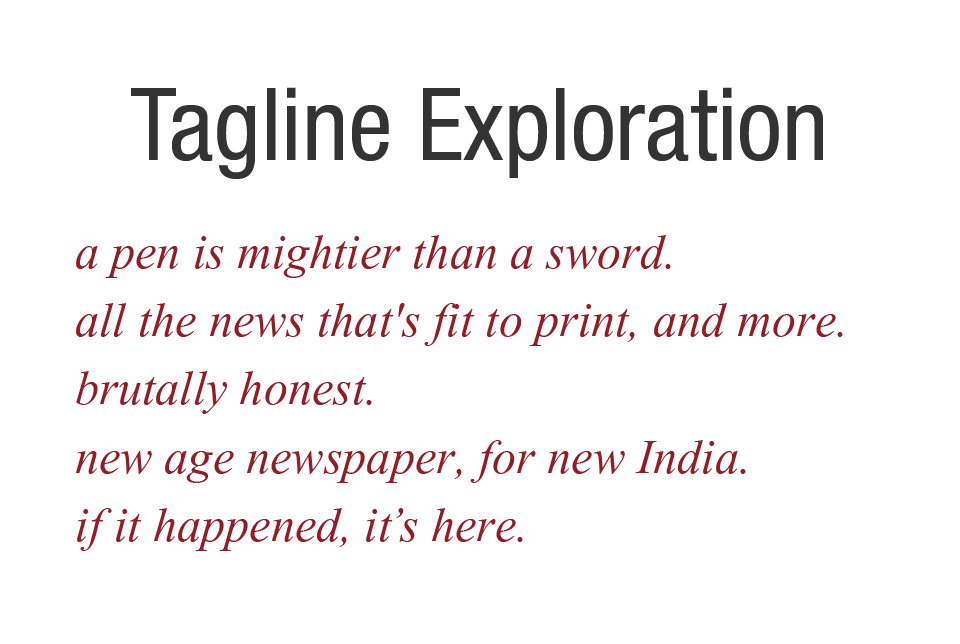 Tagline Exploration
a pen is mightier than a sword.
all the news that's fit to print, and more.
brutally honest.
new age newspaper, for new India.
if it happened, it’s here.